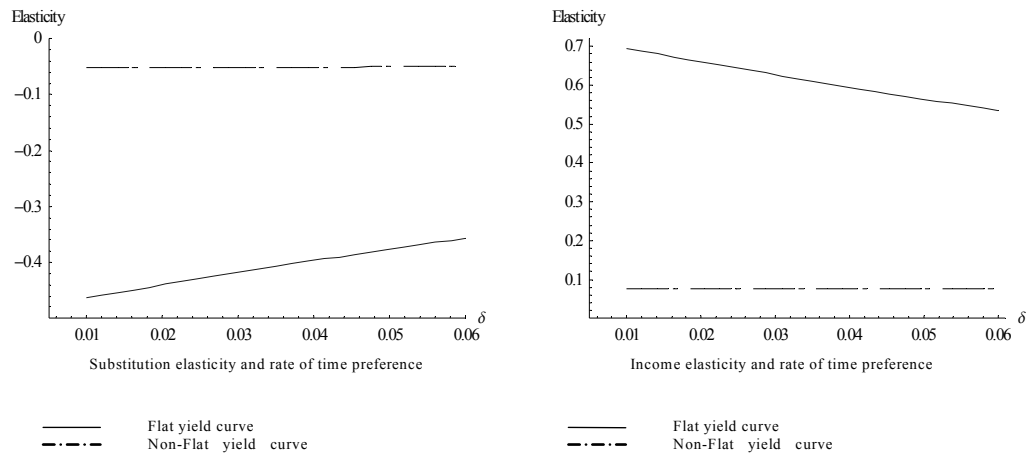 Elasticity
0
−0.1
−0.2
−0.3
−0.4
0.01 0.02 0.03 0.04 0.05 0.06
δ
Substitution elasticity and rate of time preference
Flat yield curve
Non-Flat yield curve
Elasticity
0.7
0.6
0.5
0.4
0.3
0.2
0.1
0.01 0.02 0.03 0.04 0.05 0.06
δ
Income elasticity and rate of time preference
Flat yield curve
Non-Flat yield curve